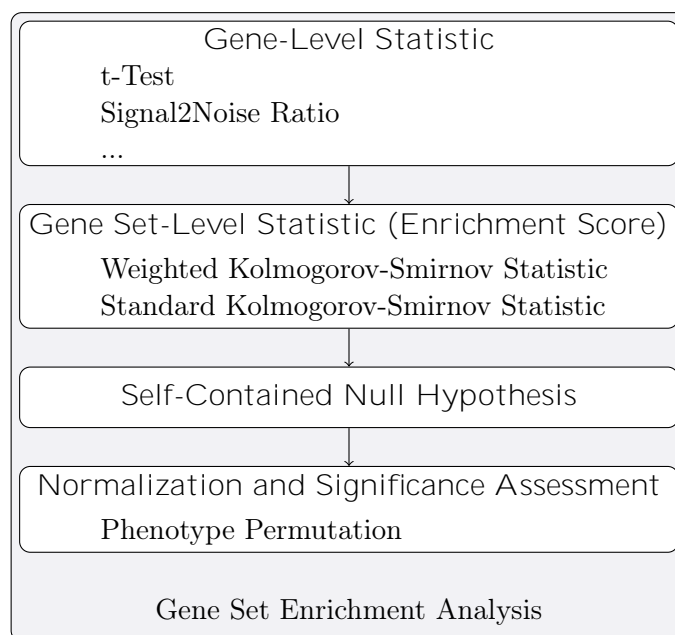 Gene-Level Statistic
t-Test
Signal2Noise Ratio
...
Gene Set-Level Statistic (Enrichment Score)
Weighted Kolmogorov-Smirnov Statistic
Standard Kolmogorov-Smirnov Statistic
Self-Contained Null Hypothesis
Normalization and Significance Assessment
Phenotype Permutation
Gene Set Enrichment Analysis